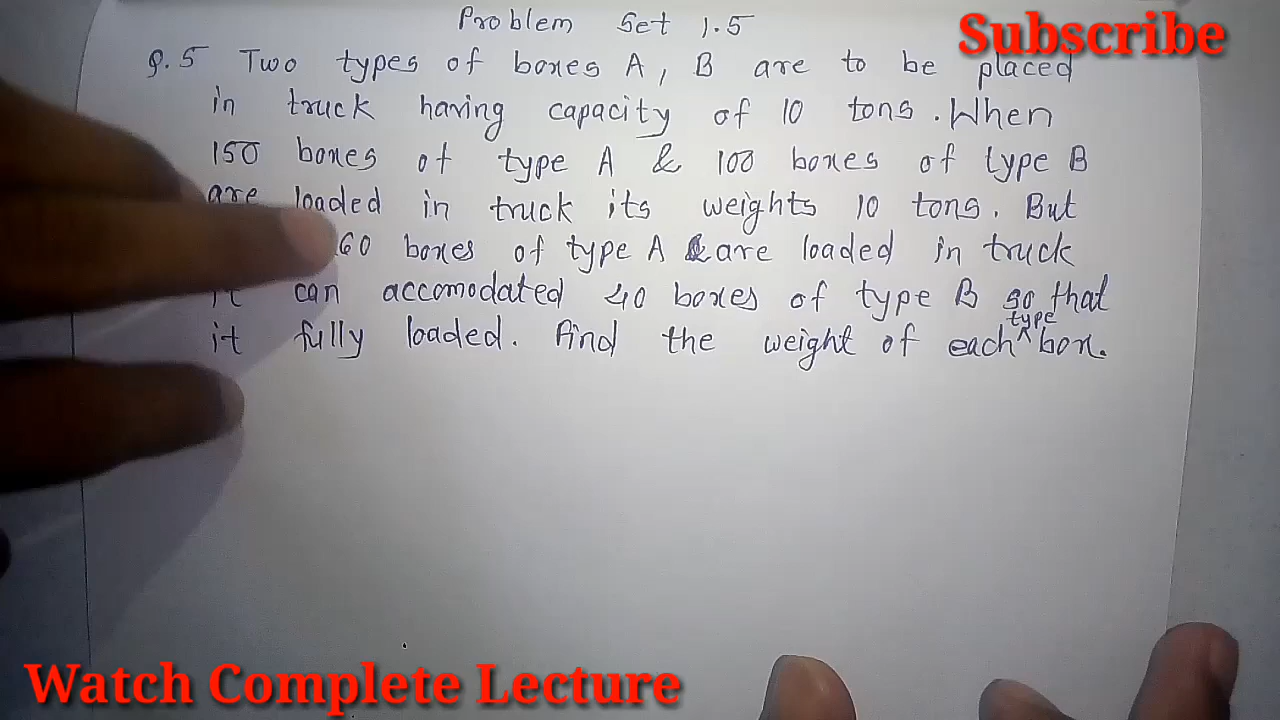 Problem Set 1.5
Subscribe
Q.5 Two types of boxes A, B are to be placed
in truck having capacity of 10 tons. When
150 boxes of type A & 100 boxes of type B
are loaded in truck its weights 10 tons. But
60 boxes of type A are loaded in truck
it can accomodated 40 boxes of type B so that
type
it fully loaded. Find the weight of each ^ box.
Watch Complete Lecture